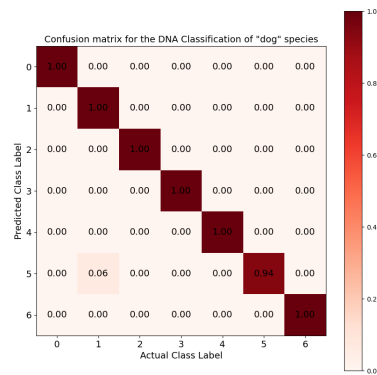 Confusion matrix for the DNA Classification of "dog" species
1.0
0 1.00 0.00 0.00 0.00 0.00 0.00 0.00
1 0.00 1.00 0.00 0.00 0.00 0.00 0.00
0.8
2 0.00 0.00 1.00 0.00 0.00 0.00 0.00
0.6
Predicted Class Label
3 0.00 0.00 0.00 1.00 0.00 0.00 0.00
4 0.00 0.00 0.00 0.00 1.00 0.00 0.00
0.4
5 0.00 0.06 0.00 0.00 0.00 0.94 0.00
0.2
6 0.00 0.00 0.00 0.00 0.00 0.00 1.00
0 1 2 3 4 5 6
Actual Class Label
0.0